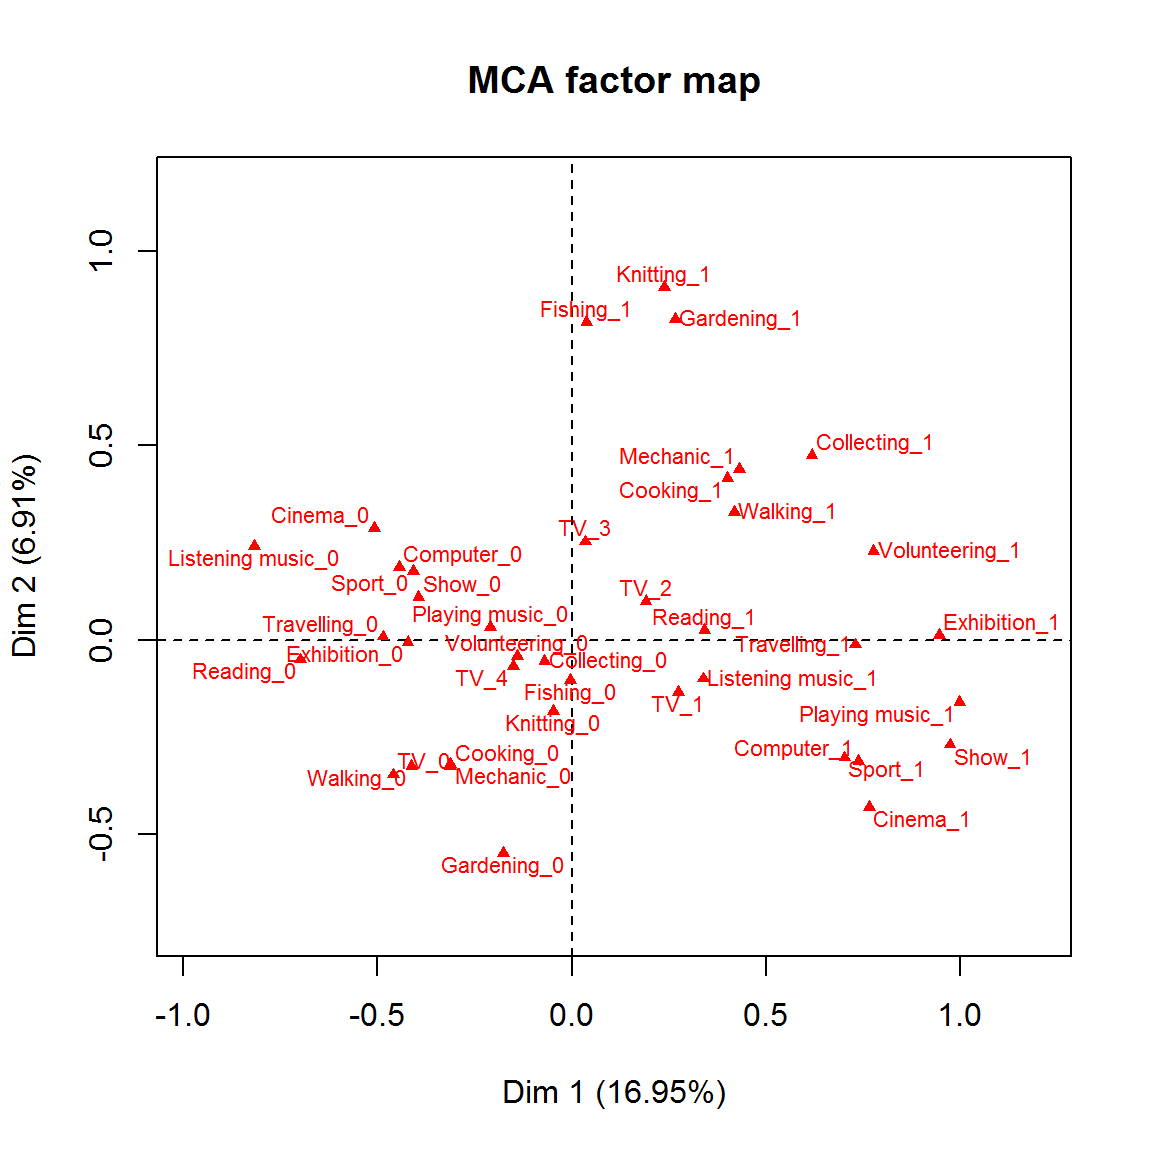 MCA factor map
Dim 2 (6.91%)
1.0
0.5
0.0
-0.5
Knitting_1
Fishing_1
Gardening_1
Collecting_1
Mechanic_1
Cooking_1
Walking_1
Cinema_0
TV_3
Listening music_0
Computer_0
Volunteering_1
Sport_0
Show_0
TV_2
Playing music_0
Reading_1
Travelling_0
Exhibition_1
Volunteering_0
Travelling_1
Exhibition_0
Collecting_0
Reading_0
TV_4
Listening music_1
Fishing_0
TV_1
Playing music_1
Knitting_0
Computer_1
Cooking_0
TV_0
Show_1
Sport_1
Walking_0
Mechanic_0
Cinema_1
Gardening_0
-1.0
-0.5
0.0
0.5
1.0
Dim 1 (16.95%)